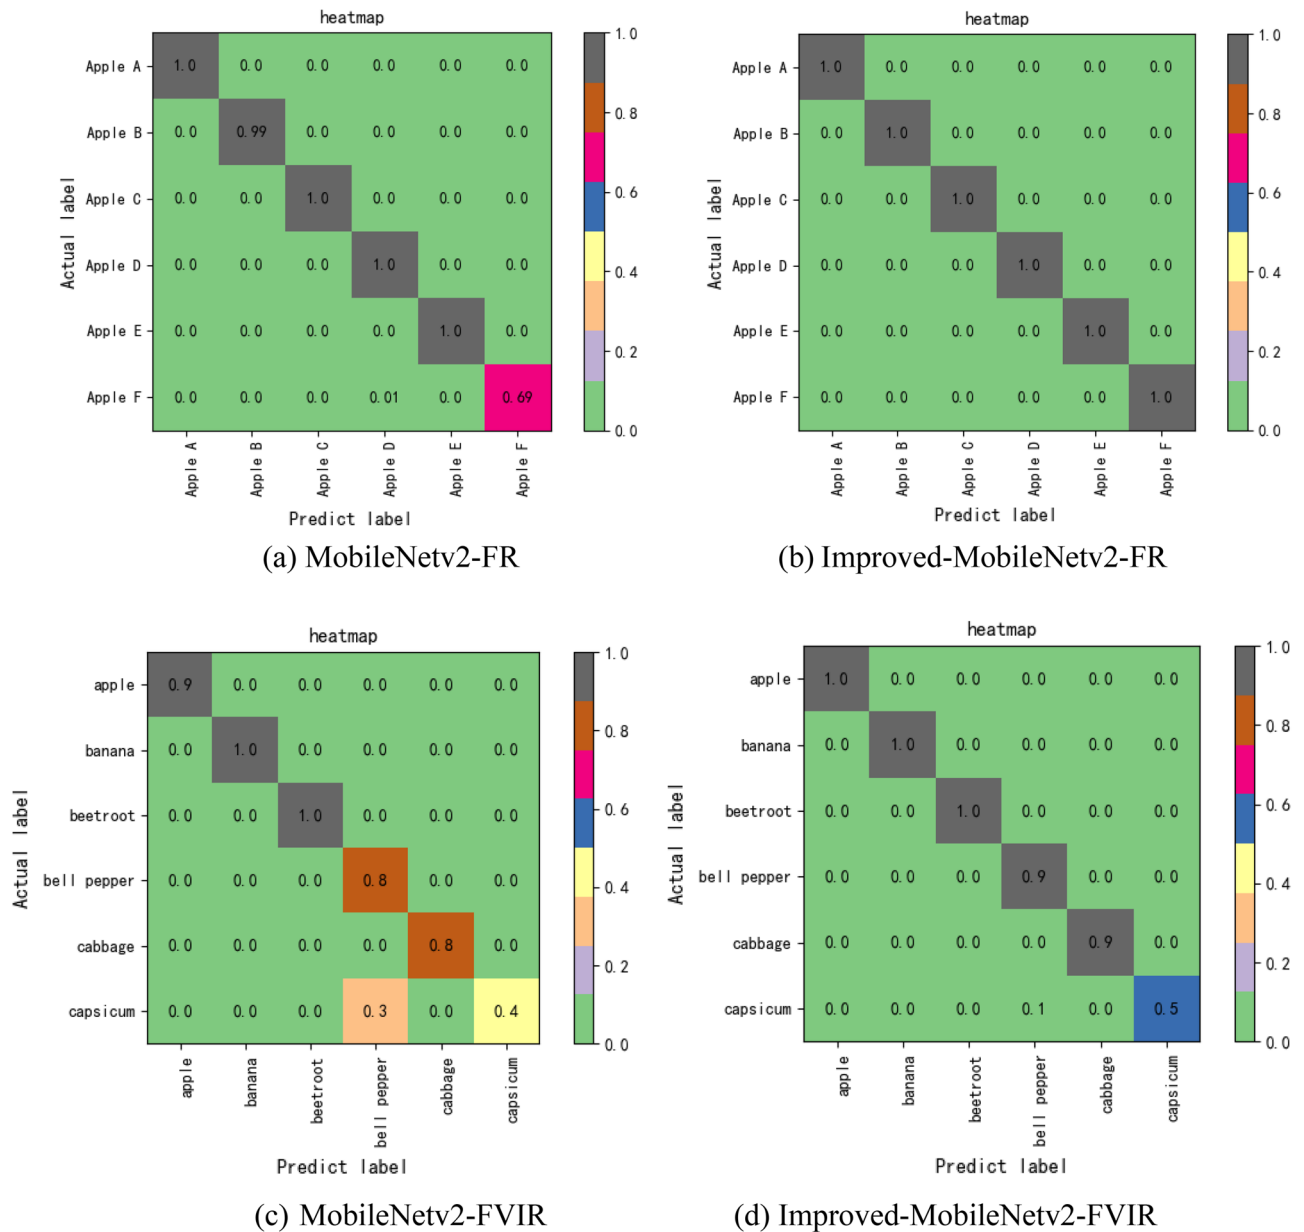 heatmap
Actual label
Apple A 1.0 0.0 0.0 0.0 0.0 0.0
Apple B 0.0 0.99 0.0 0.0 0.0 0.0
Apple C 0.0 0.0 1.0 0.0 0.0 0.0
Apple D 0.0 0.0 0.0 1.0 0.0 0.0
Apple E 0.0 0.0 0.0 0.0 1.0 0.0
Apple F 0.0 0.0 0.0 0.01 0.0 0.69
Apple A Apple B Apple C Apple D Apple E Apple F
Predict label
1.0
0.8
0.6
0.4
0.2
0.0
(a) MobileNetv2-FR
heatmap
Actual label
Apple A 1.0 0.0 0.0 0.0 0.0 0.0
Apple B 0.0 1.0 0.0 0.0 0.0 0.0
Apple C 0.0 0.0 1.0 0.0 0.0 0.0
Apple D 0.0 0.0 0.0 1.0 0.0 0.0
Apple E 0.0 0.0 0.0 0.0 1.0 0.0
Apple F 0.0 0.0 0.0 0.0 0.0 1.0
Apple A Apple B Apple C Apple D Apple E Apple F
Predict label
1.0
0.8
0.6
0.4
0.2
0.0
(b) Improved-MobileNetv2-FR
heatmap
Actual label
apple 0.9 0.0 0.0 0.0 0.0 0.0
banana 0.0 1.0 0.0 0.0 0.0 0.0
beetroot 0.0 0.0 1.0 0.0 0.0 0.0
bell pepper 0.0 0.0 0.0 0.8 0.0 0.0
cabbage 0.0 0.0 0.0 0.0 0.8 0.0
capsicum 0.0 0.0 0.0 0.3 0.0 0.4
apple banana beetroot bell pepper cabbage capsicum
Predict label
1.0
0.8
0.6
0.4
0.2
0.0
(c) MobileNetv2-FVIR
heatmap
Actual label
apple 1.0 0.0 0.0 0.0 0.0 0.0
banana 0.0 1.0 0.0 0.0 0.0 0.0
beetroot 0.0 0.0 1.0 0.0 0.0 0.0
bell pepper 0.0 0.0 0.0 0.9 0.0 0.0
cabbage 0.0 0.0 0.0 0.0 0.9 0.0
capsicum 0.0 0.0 0.0 0.1 0.0 0.5
apple banana beetroot bell pepper cabbage capsicum
Predict label
1.0
0.8
0.6
0.4
0.2
0.0
(d) Improved-MobileNetv2-FVIR